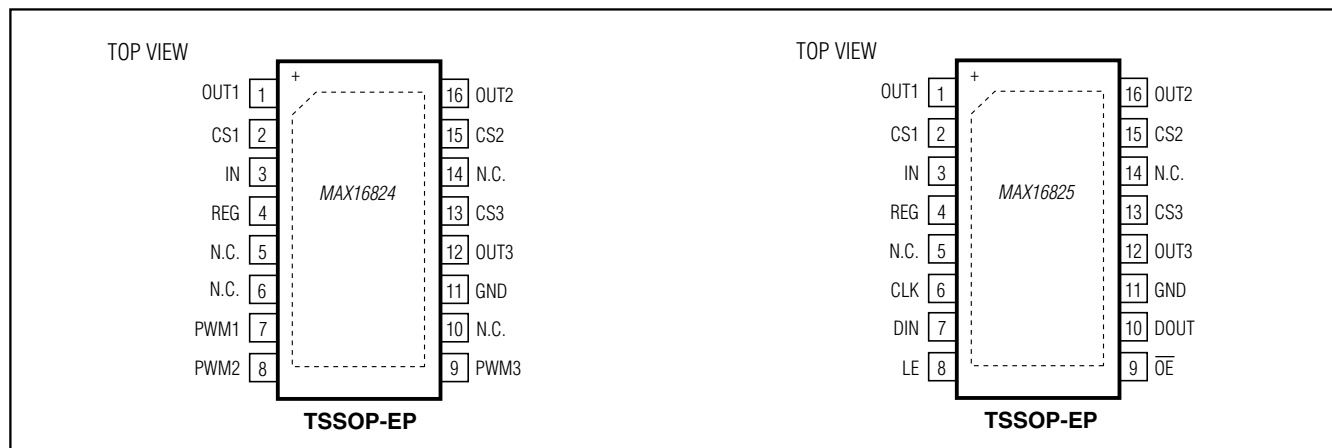 TOP VIEW
+
MAX16824
OUT1 1
CS1 2
IN 3
REG 4
N.C. 5
N.C. 6
PWM1 7
PWM2 8
16 OUT2
15 CS2
14 N.C.
13 CS3
12 OUT3
11 GND
10 N.C.
9 PWM3
TSSOP-EP
TOP VIEW
+
MAX16825
OUT1 1
CS1 2
IN 3
REG 4
N.C. 5
CLK 6
DIN 7
LE 8
16 OUT2
15 CS2
14 N.C.
13 CS3
12 OUT3
11 GND
10 DOUT
9 O̅E̅
TSSOP-EP